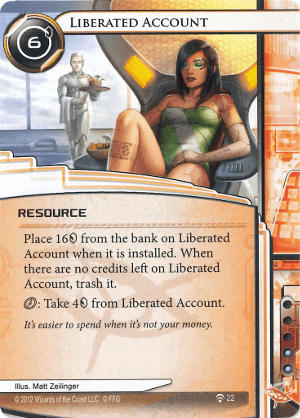 LIBERATED ACCOUNT
6
RESOURCE
Place 16 from the bank on Liberated
Account when it is installed. When
there are no credits left on Liberated
Account, trash it.
: Take 4 from Liberated Account.
It's easier to spend when it's not your money.
Illus. Matt Zeilinger
© 2012 Wizards of the Coast LLC. © FFG
22